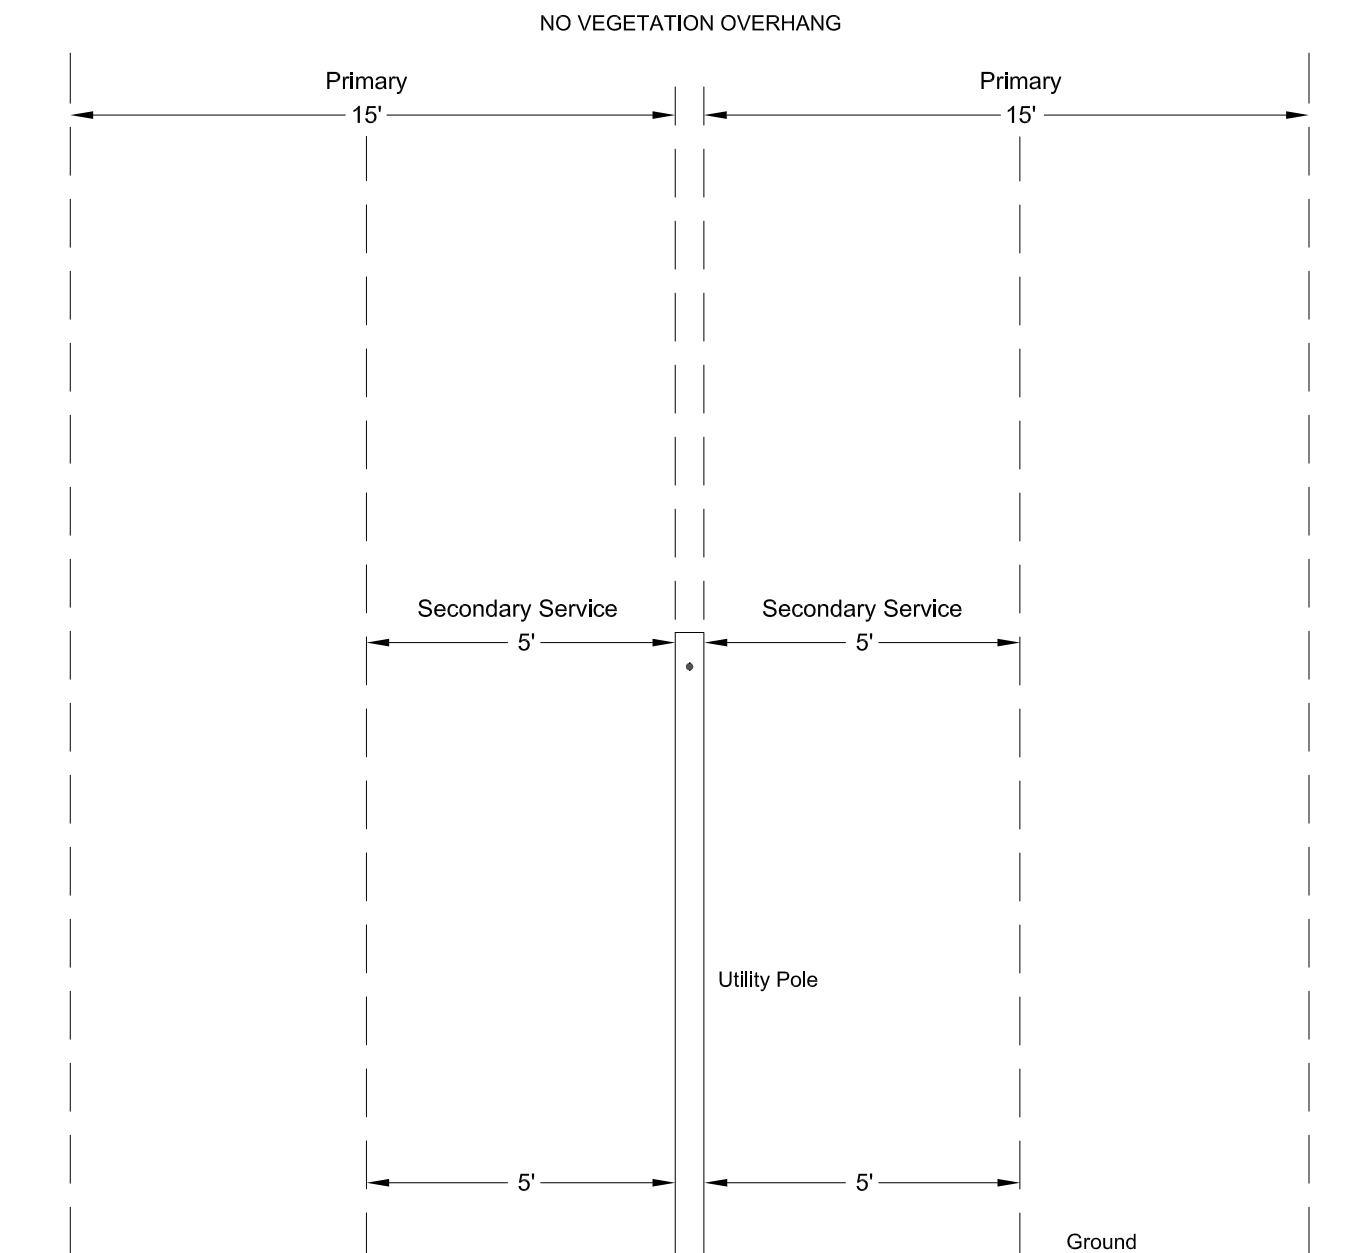 NO VEGETATION OVERHANG
Primary
Primary
15'
15'
Secondary Service
Secondary Service
5'
5'
Utility Pole
5'
5'
Ground